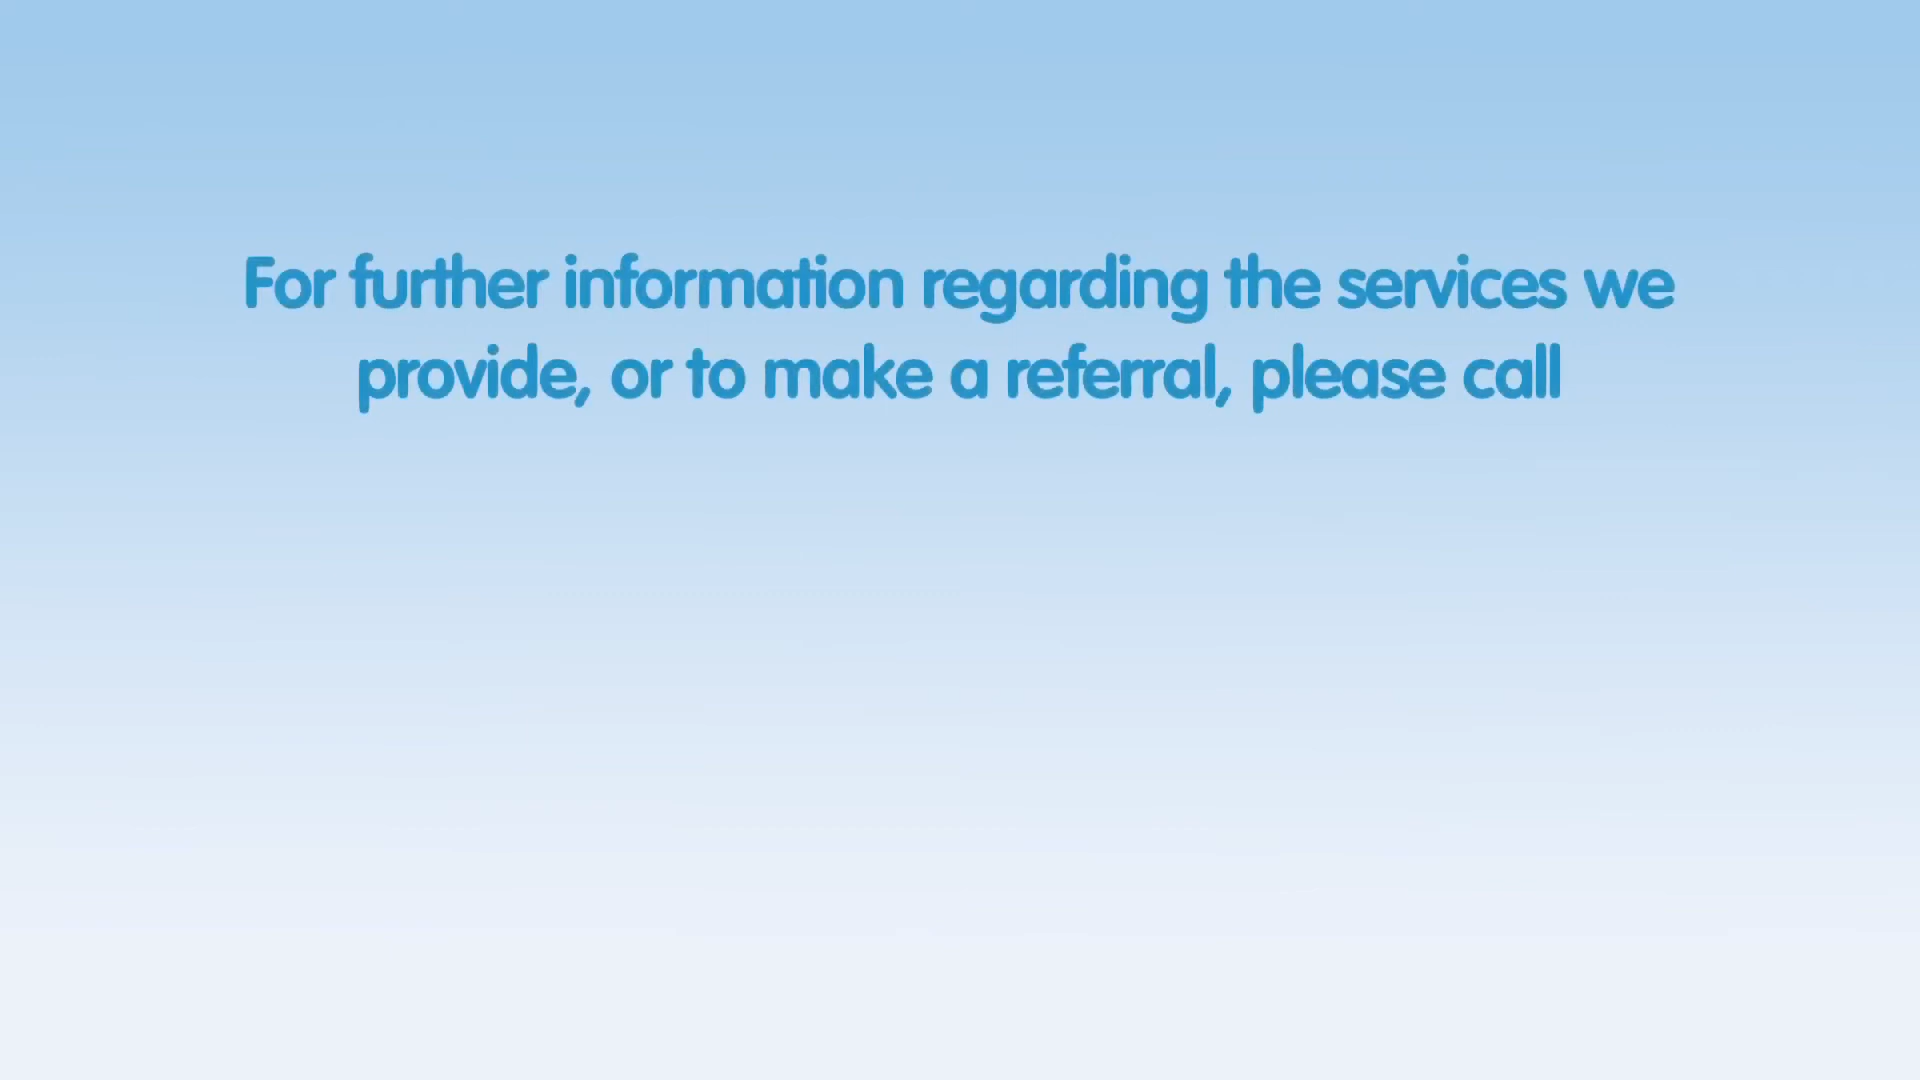 For further information regarding the services we
provide, or to make a referral, please call